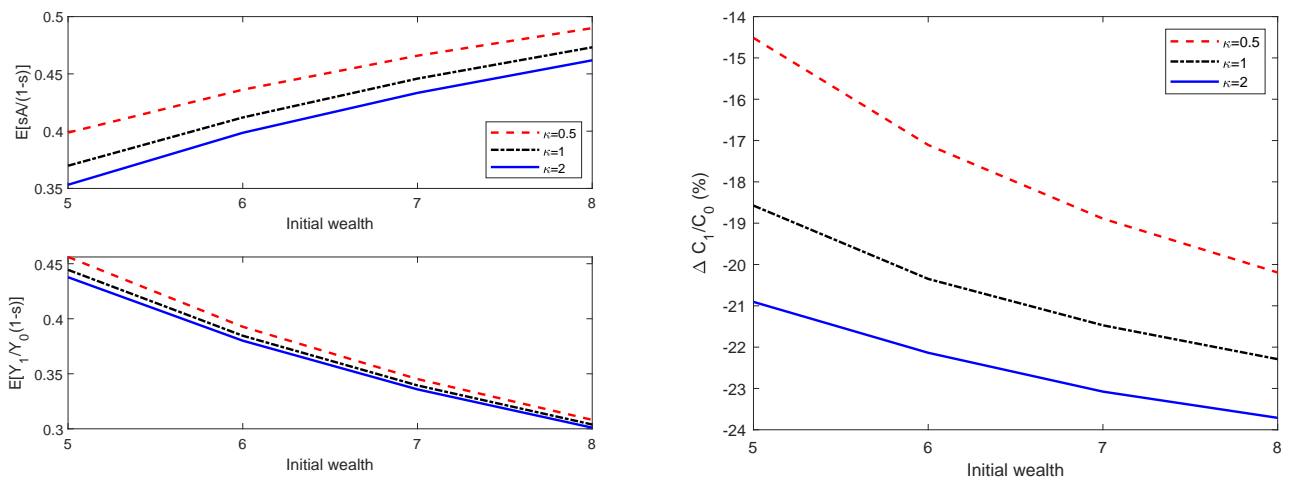 0.5
0.45
0.4
0.35
5
6
7
8
Initial wealth
E[sA/(1-s)]
κ=0.5
κ=1
κ=2
0.45
0.4
0.35
0.3
5
6
7
8
Initial wealth
E[Y₁/Y₀(1-s)]
-14
-15
-16
-17
-18
-19
-20
-21
-22
-23
-24
5
6
7
8
Initial wealth
Δ C₁/C₀ (%)
κ=0.5
κ=1
κ=2